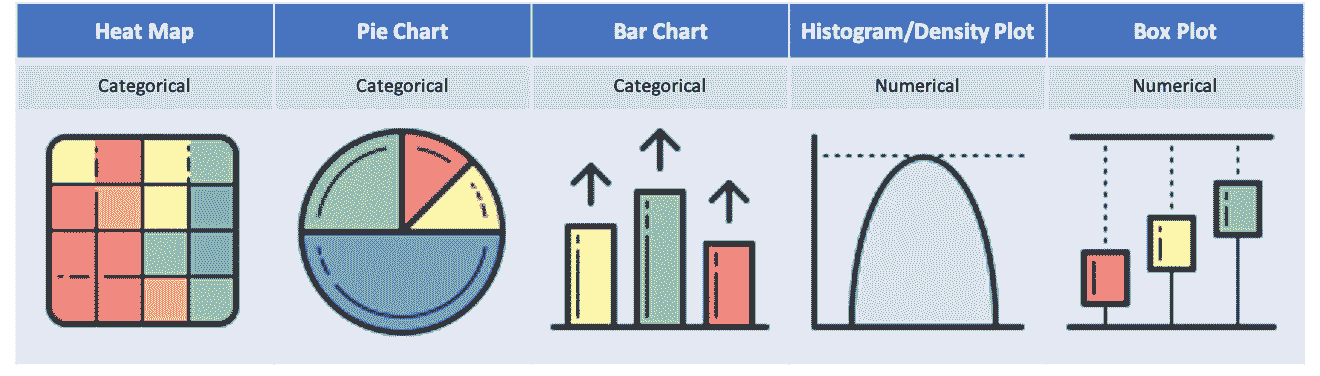 Heat Map
Pie Chart
Bar Chart
Histogram/Density Plot
Box Plot
Categorical
Categorical
Categorical
Numerical
Numerical